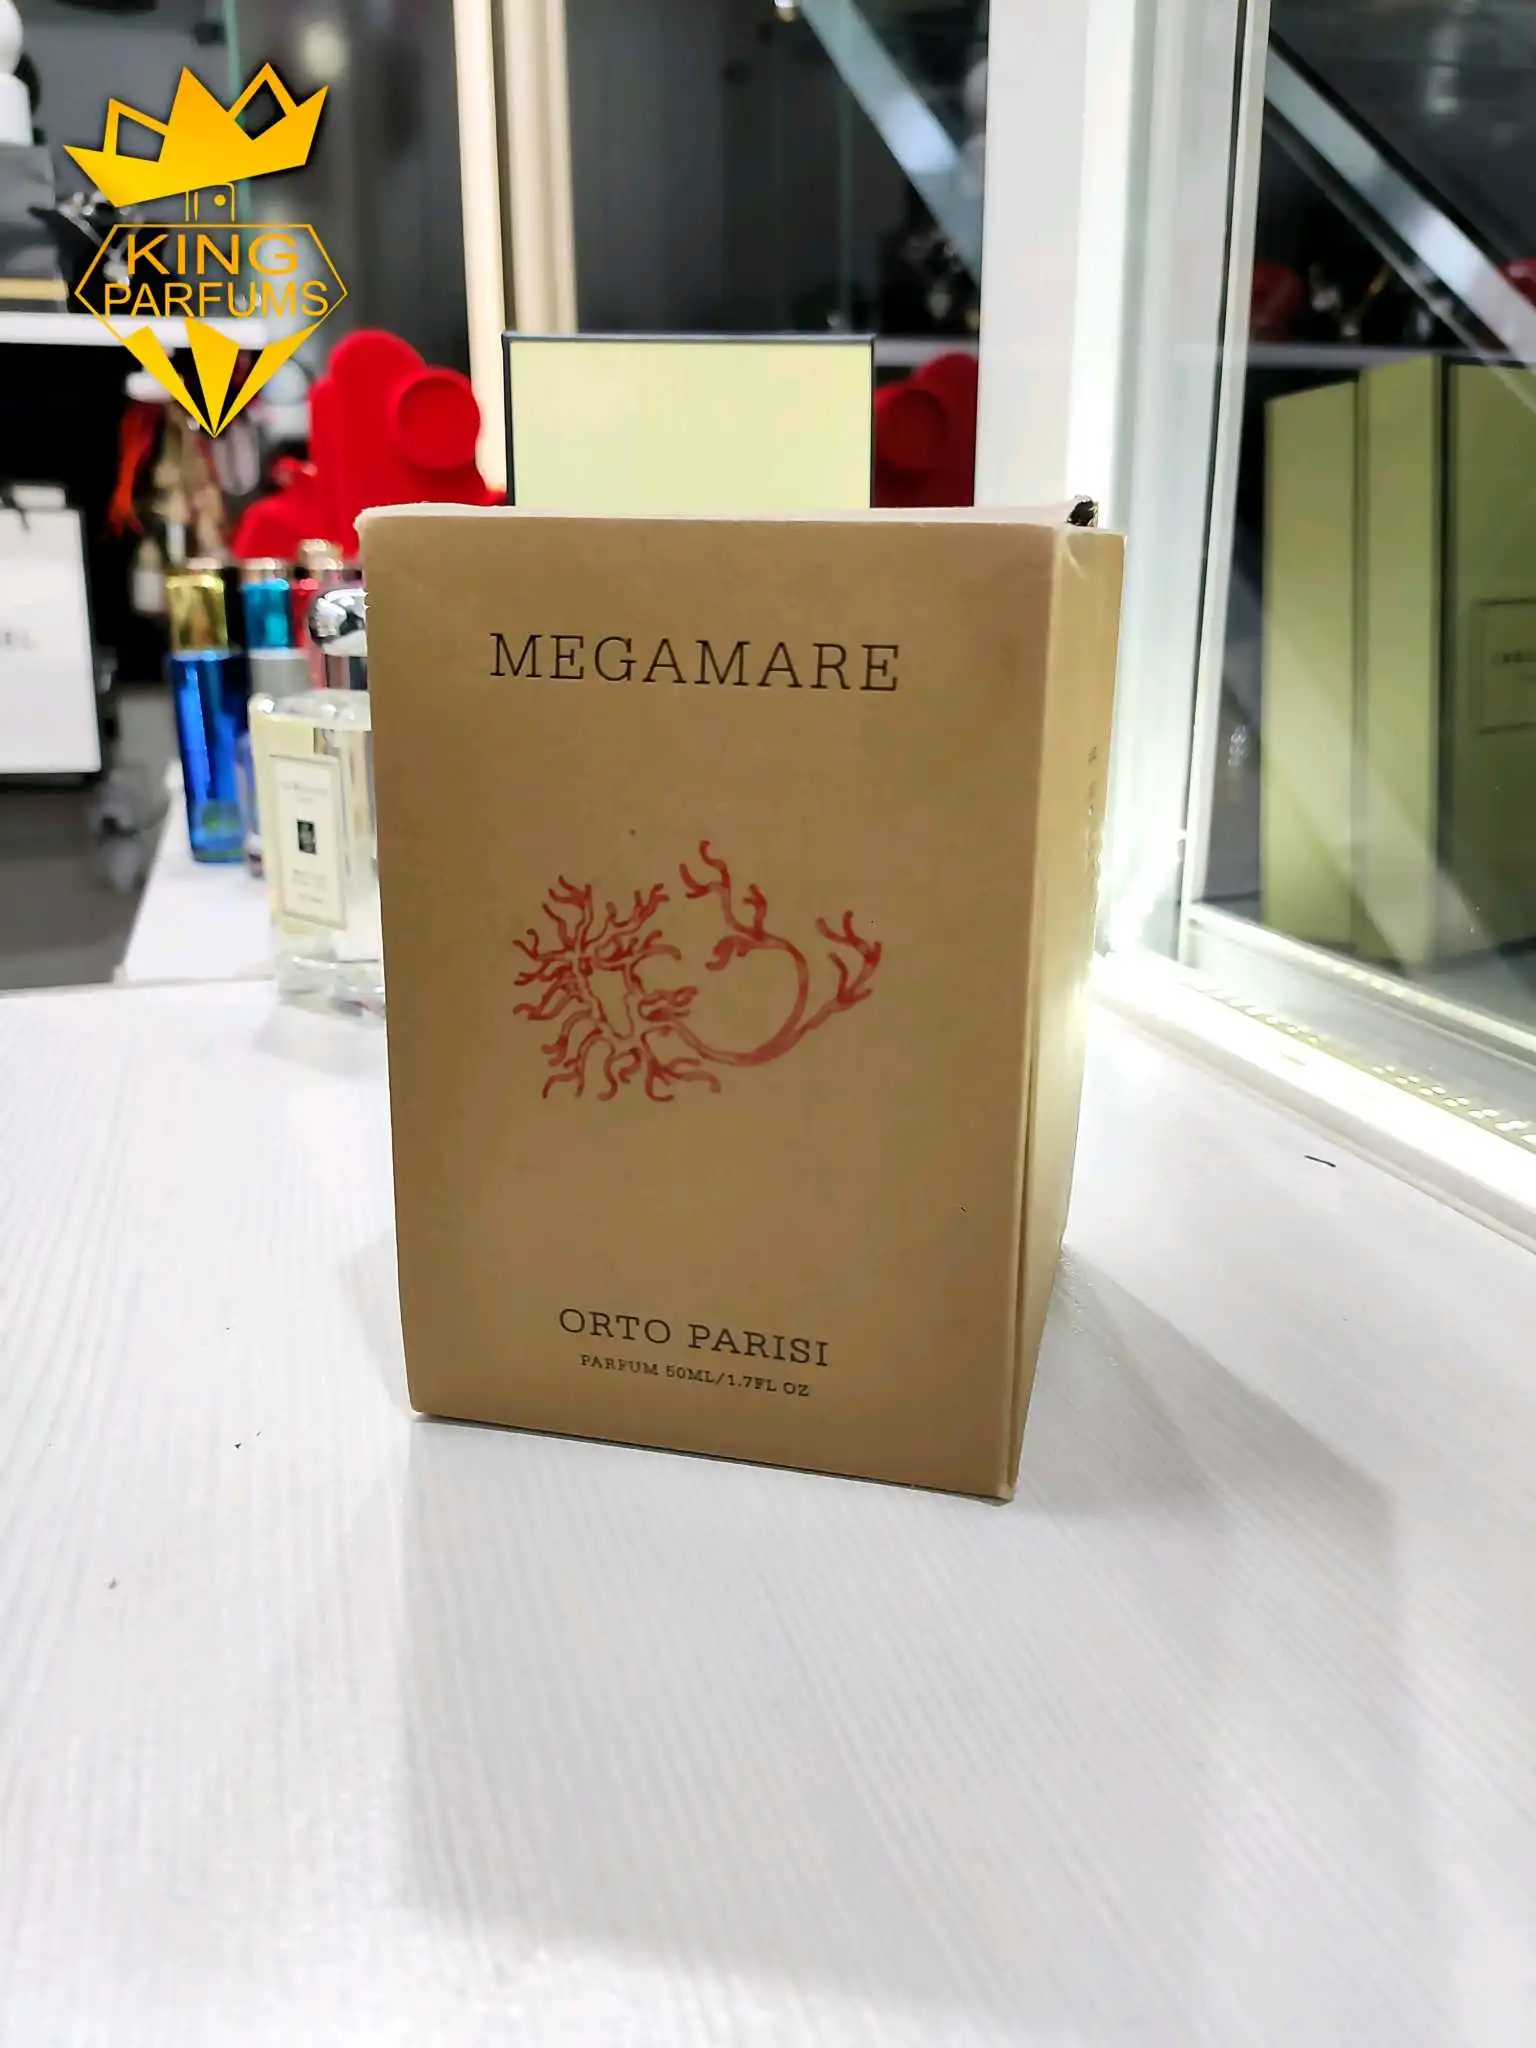 KING
PARFUMS
MEGAMARE
ORTO PARISI
PARFUM 50ML/1.7FL OZ